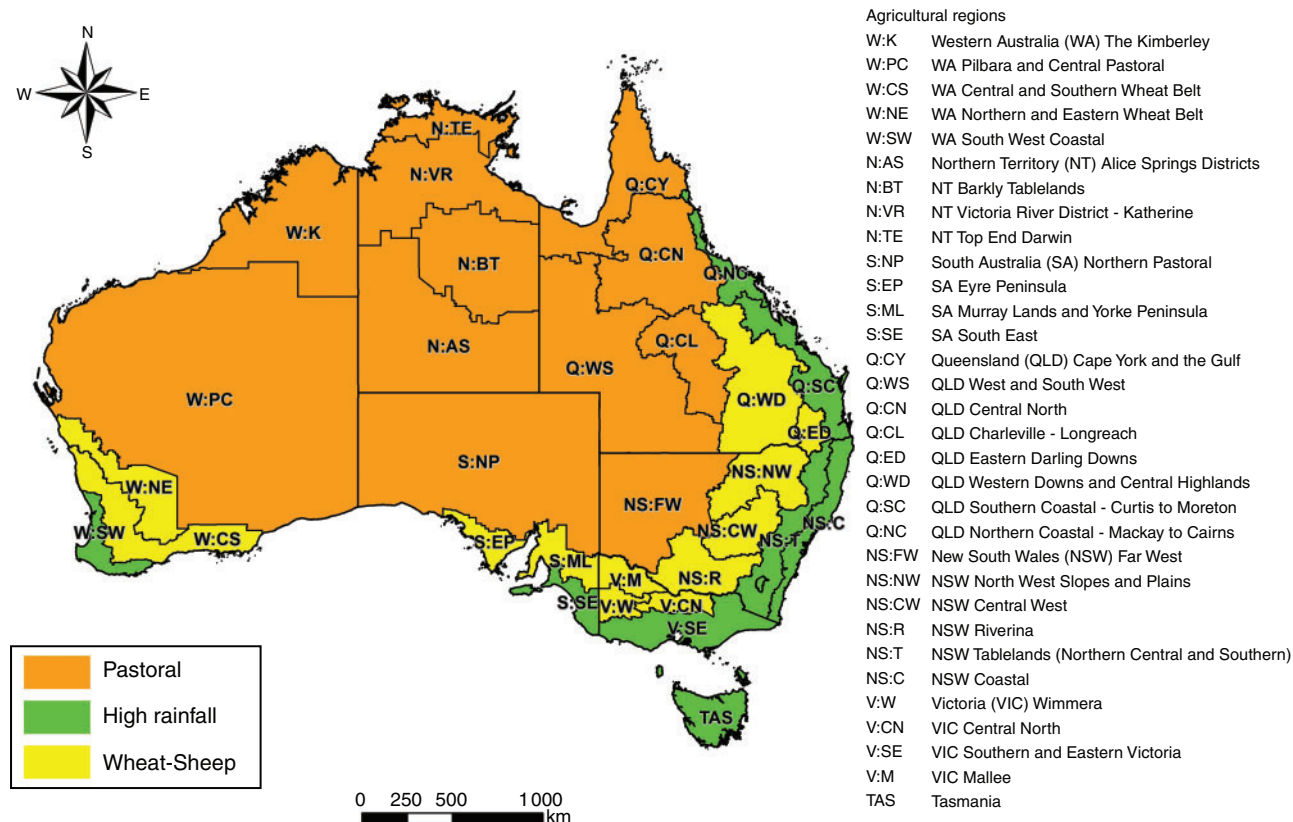 N
W E
S
N:TE
N:VR
Q:CY
W:K
N:BT
Q:CN
Q:NC
N:AS
Q:CL
Q:WS
W:PC
Q:SC
Q:WD
Q:ED
S:NP
NS:NW
W:NE
NS:FW
NS:CW
NS:C
W:SW
W:CS
S:EP
NS:T
S:ML
V:M
NS:R
S:SE
V:W
V:CN
V:SE
TAS
Pastoral
High rainfall
Wheat-Sheep
0 250 500 1 000
km
Agricultural regions
W:K Western Australia (WA) The Kimberley
W:PC WA Pilbara and Central Pastoral
W:CS WA Central and Southern Wheat Belt
W:NE WA Northern and Eastern Wheat Belt
W:SW WA South West Coastal
N:AS Northern Territory (NT) Alice Springs Districts
N:BT NT Barkly Tablelands
N:VR NT Victoria River District - Katherine
N:TE NT Top End Darwin
S:NP South Australia (SA) Northern Pastoral
S:EP SA Eyre Peninsula
S:ML SA Murray Lands and Yorke Peninsula
S:SE SA South East
Q:CY Queensland (QLD) Cape York and the Gulf
Q:WS QLD West and South West
Q:CN QLD Central North
Q:CL QLD Charleville - Longreach
Q:ED QLD Eastern Darling Downs
Q:WD QLD Western Downs and Central Highlands
Q:SC QLD Southern Coastal - Curtis to Moreton
Q:NC QLD Northern Coastal - Mackay to Cairns
NS:FW New South Wales (NSW) Far West
NS:NW NSW North West Slopes and Plains
NS:CW NSW Central West
NS:R NSW Riverina
NS:T NSW Tablelands (Northern Central and Southern)
NS:C NSW Coastal
V:W Victoria (VIC) Wimmera
V:CN VIC Central North
V:SE VIC Southern and Eastern Victoria
V:M VIC Mallee
TAS Tasmania